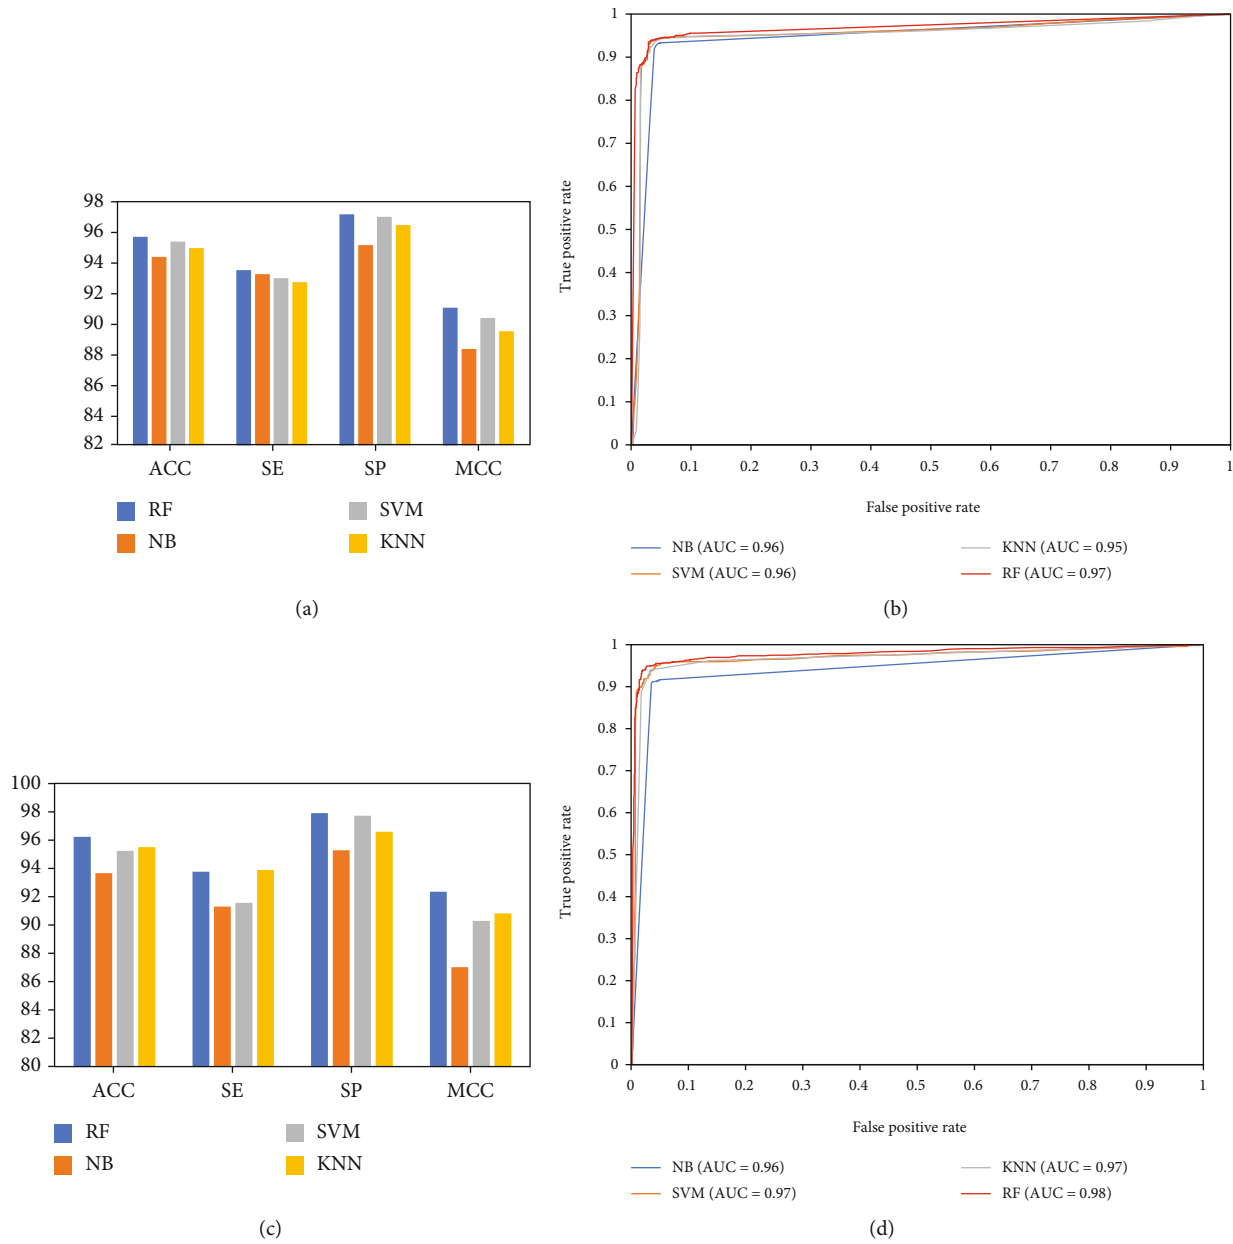 98
96
94
92
90
88
86
84
82
ACC SE SP MCC
RF SVM
NB KNN
(a)
1
0.9
0.8
0.7
0.6
0.5
0.4
0.3
0.2
0.1
0
True positive rate
0 0.1 0.2 0.3 0.4 0.5 0.6 0.7 0.8 0.9 1
False positive rate
NB (AUC = 0.96) KNN (AUC = 0.95)
SVM (AUC = 0.96) RF (AUC = 0.97)
(b)
100
98
96
94
92
90
88
86
84
82
80
ACC SE SP MCC
RF SVM
NB KNN
(c)
1
0.9
0.8
0.7
0.6
0.5
0.4
0.3
0.2
0.1
0
True positive rate
0 0.1 0.2 0.3 0.4 0.5 0.6 0.7 0.8 0.9 1
False positive rate
NB (AUC = 0.96) KNN (AUC = 0.97)
SVM (AUC = 0.97) RF (AUC = 0.98)
(d)